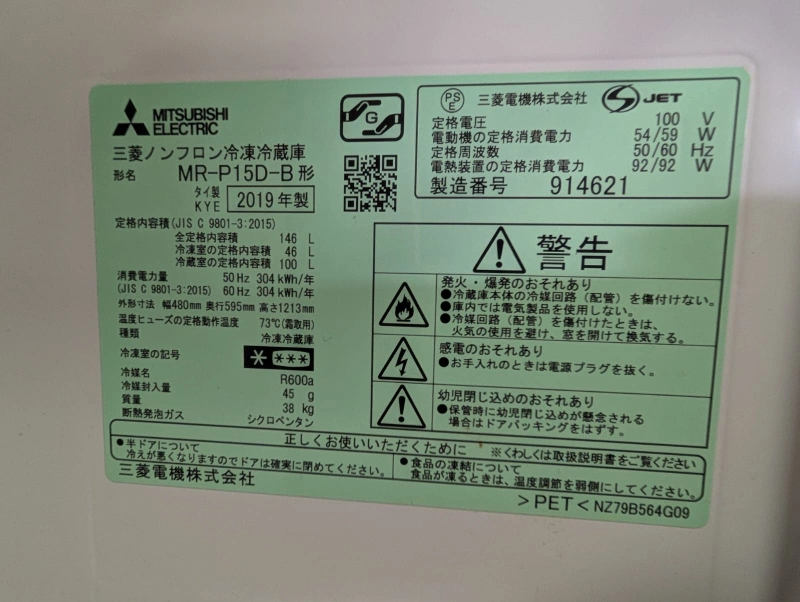 MITSUBISHI
ELECTRIC
G
三菱ノンフロン冷凍冷蔵庫
形名 MR-P15D-B形
タイ製
KYE 2019年製
定格内容積(JIS C 9801-3:2015)
全定格内容積 146 L
冷凍室の定格内容積 46 L
冷蔵室の定格内容積 100 L
消費電力量 50 Hz 304 kWh/年
(JIS C 9801-3:2015) 60 Hz 304 kWh/年
外形寸法 幅480mm 奥行595mm 高さ1213mm
温度ヒューズの定格動作温度 73℃(霜取用)
種類 冷凍冷蔵庫
冷凍室の記号 * ***
冷媒名 R600a
冷媒封入量 45 g
質量 38 kg
断熱発泡ガス シクロペンタン
PS
E 三菱電機株式会社 JET
定格電圧 100 V
電動機の定格消費電力 54/59 W
定格周波数 50/60 Hz
電熱装置の定格消費電力 92/92 W
製造番号 914621
警告
発火・爆発のおそれあり
●冷蔵庫本体の冷媒回路(配管)を傷付けない。
●庫内では電気製品を使用しない。
●冷媒回路(配管)を傷付けたときは、
火気の使用を避け、窓を開けて換気する。
感電のおそれあり
●お手入れのときは電源プラグを抜く。
幼児閉じ込めのおそれあり
●保管時に幼児閉じ込めが懸念される
場合はドアパッキングをはずす。
正しくお使いいただくために ※くわしくは取扱説明書をご覧ください
●半ドアについて
冷えが悪くなりますのでドアは確実に閉めてください。
●食品の凍結について
食品が凍るときは、温度調節を弱側にしてください。
三菱電機株式会社
>PET< NZ79B564G09